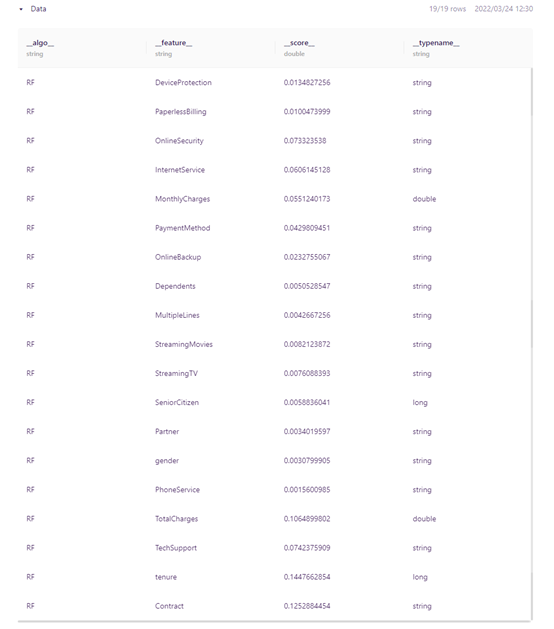 Data 19/19 rows 2022/03/24 12:30
__algo__ __feature__ __score__ __typename__
string string double string
RF DeviceProtection 0.0134827256 string
RF PaperlessBilling 0.0100473999 string
RF OnlineSecurity 0.073323538 string
RF InternetService 0.0606145128 string
RF MonthlyCharges 0.0551240173 double
RF PaymentMethod 0.0429809451 string
RF OnlineBackup 0.0232755067 string
RF Dependents 0.0050528547 string
RF MultipleLines 0.0042667256 string
RF StreamingMovies 0.0082123872 string
RF StreamingTV 0.0076088393 string
RF SeniorCitizen 0.0058836041 long
RF Partner 0.0034019597 string
RF gender 0.0030799905 string
RF PhoneService 0.0015600985 string
RF TotalCharges 0.1064899802 double
RF TechSupport 0.0742375909 string
RF tenure 0.1447662854 long
RF Contract 0.1252884454 string